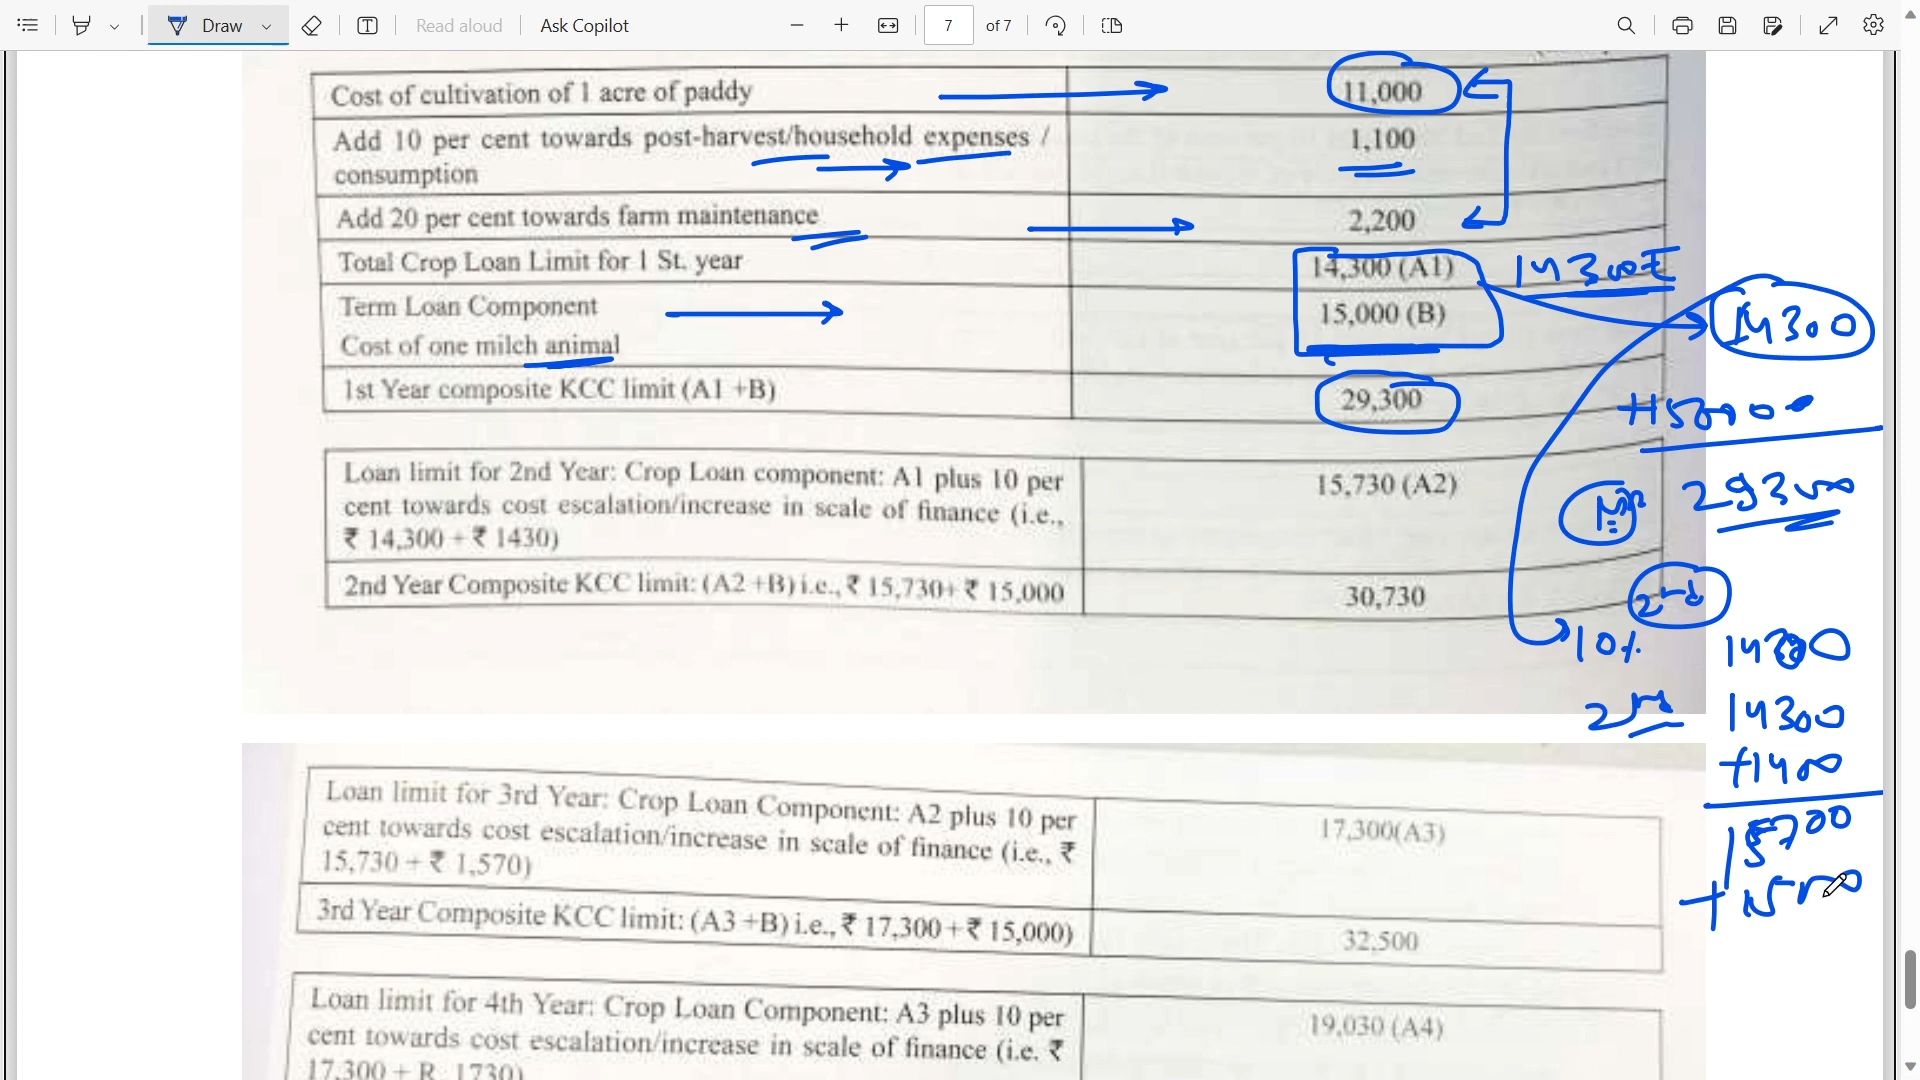 Draw
Read aloud
Ask Copilot
7
of 7
Cost of cultivation of 1 acre of paddy
11,000
Add 10 per cent towards post-harvest/household expenses /
consumption
1,100
Add 20 per cent towards farm maintenance
2,200
Total Crop Loan Limit for 1 St. year
14,300 (A1)
14300₹
Term Loan Component
15,000 (B)
14300
Cost of one milch animal
1st Year composite KCC limit (A1 +B)
29,300
+15000
29300
Loan limit for 2nd Year: Crop Loan component: A1 plus 10 per
cent towards cost escalation/increase in scale of finance (i.e.,
₹ 14,300 + ₹ 1430)
15,730 (A2)
2nd Year Composite KCC limit: (A2 +B) i.e., ₹ 15,730+ ₹ 15,000
30,730
2nd
10%
14300
2nd
14300
+1400
15700
+1500
Loan limit for 3rd Year: Crop Loan Component: A2 plus 10 per
cent towards cost escalation/increase in scale of finance (i.e., ₹
15,730 + ₹ 1,570)
17,300(A3)
3rd Year Composite KCC limit: (A3 +B) i.e., ₹ 17,300 + ₹ 15,000)
32,500
Loan limit for 4th Year: Crop Loan Component: A3 plus 10 per
cent towards cost escalation/increase in scale of finance (i.e. ₹
17,300 + R. 1730)
19,030 (A4)